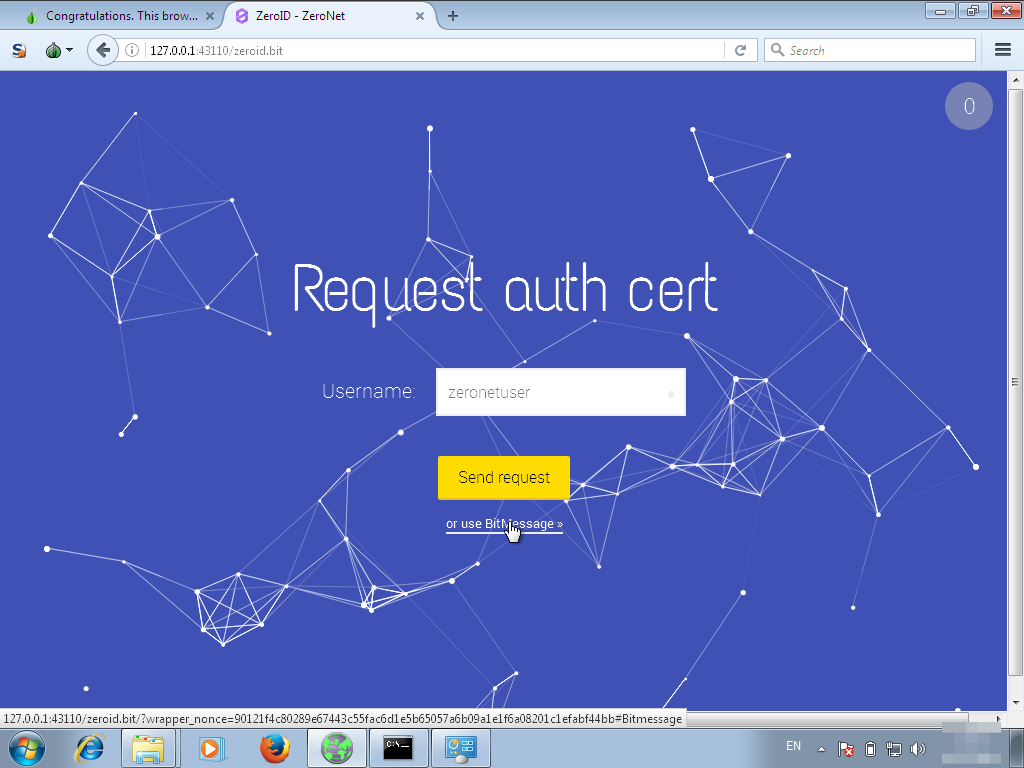 Congratulations. This brow...
ZeroID - ZeroNet
127.0.0.1:43110/zeroid.bit
Search
0
Request auth cert
Username:
zeronetuser
Send request
or use BitMessage »
127.0.0.1:43110/zeroid.bit/?wrapper_nonce=90121f4c80289e67443c55fac6d1e5b65057a6b09a1e1f6a08201c1efabf44bb#Bitmessage
EN